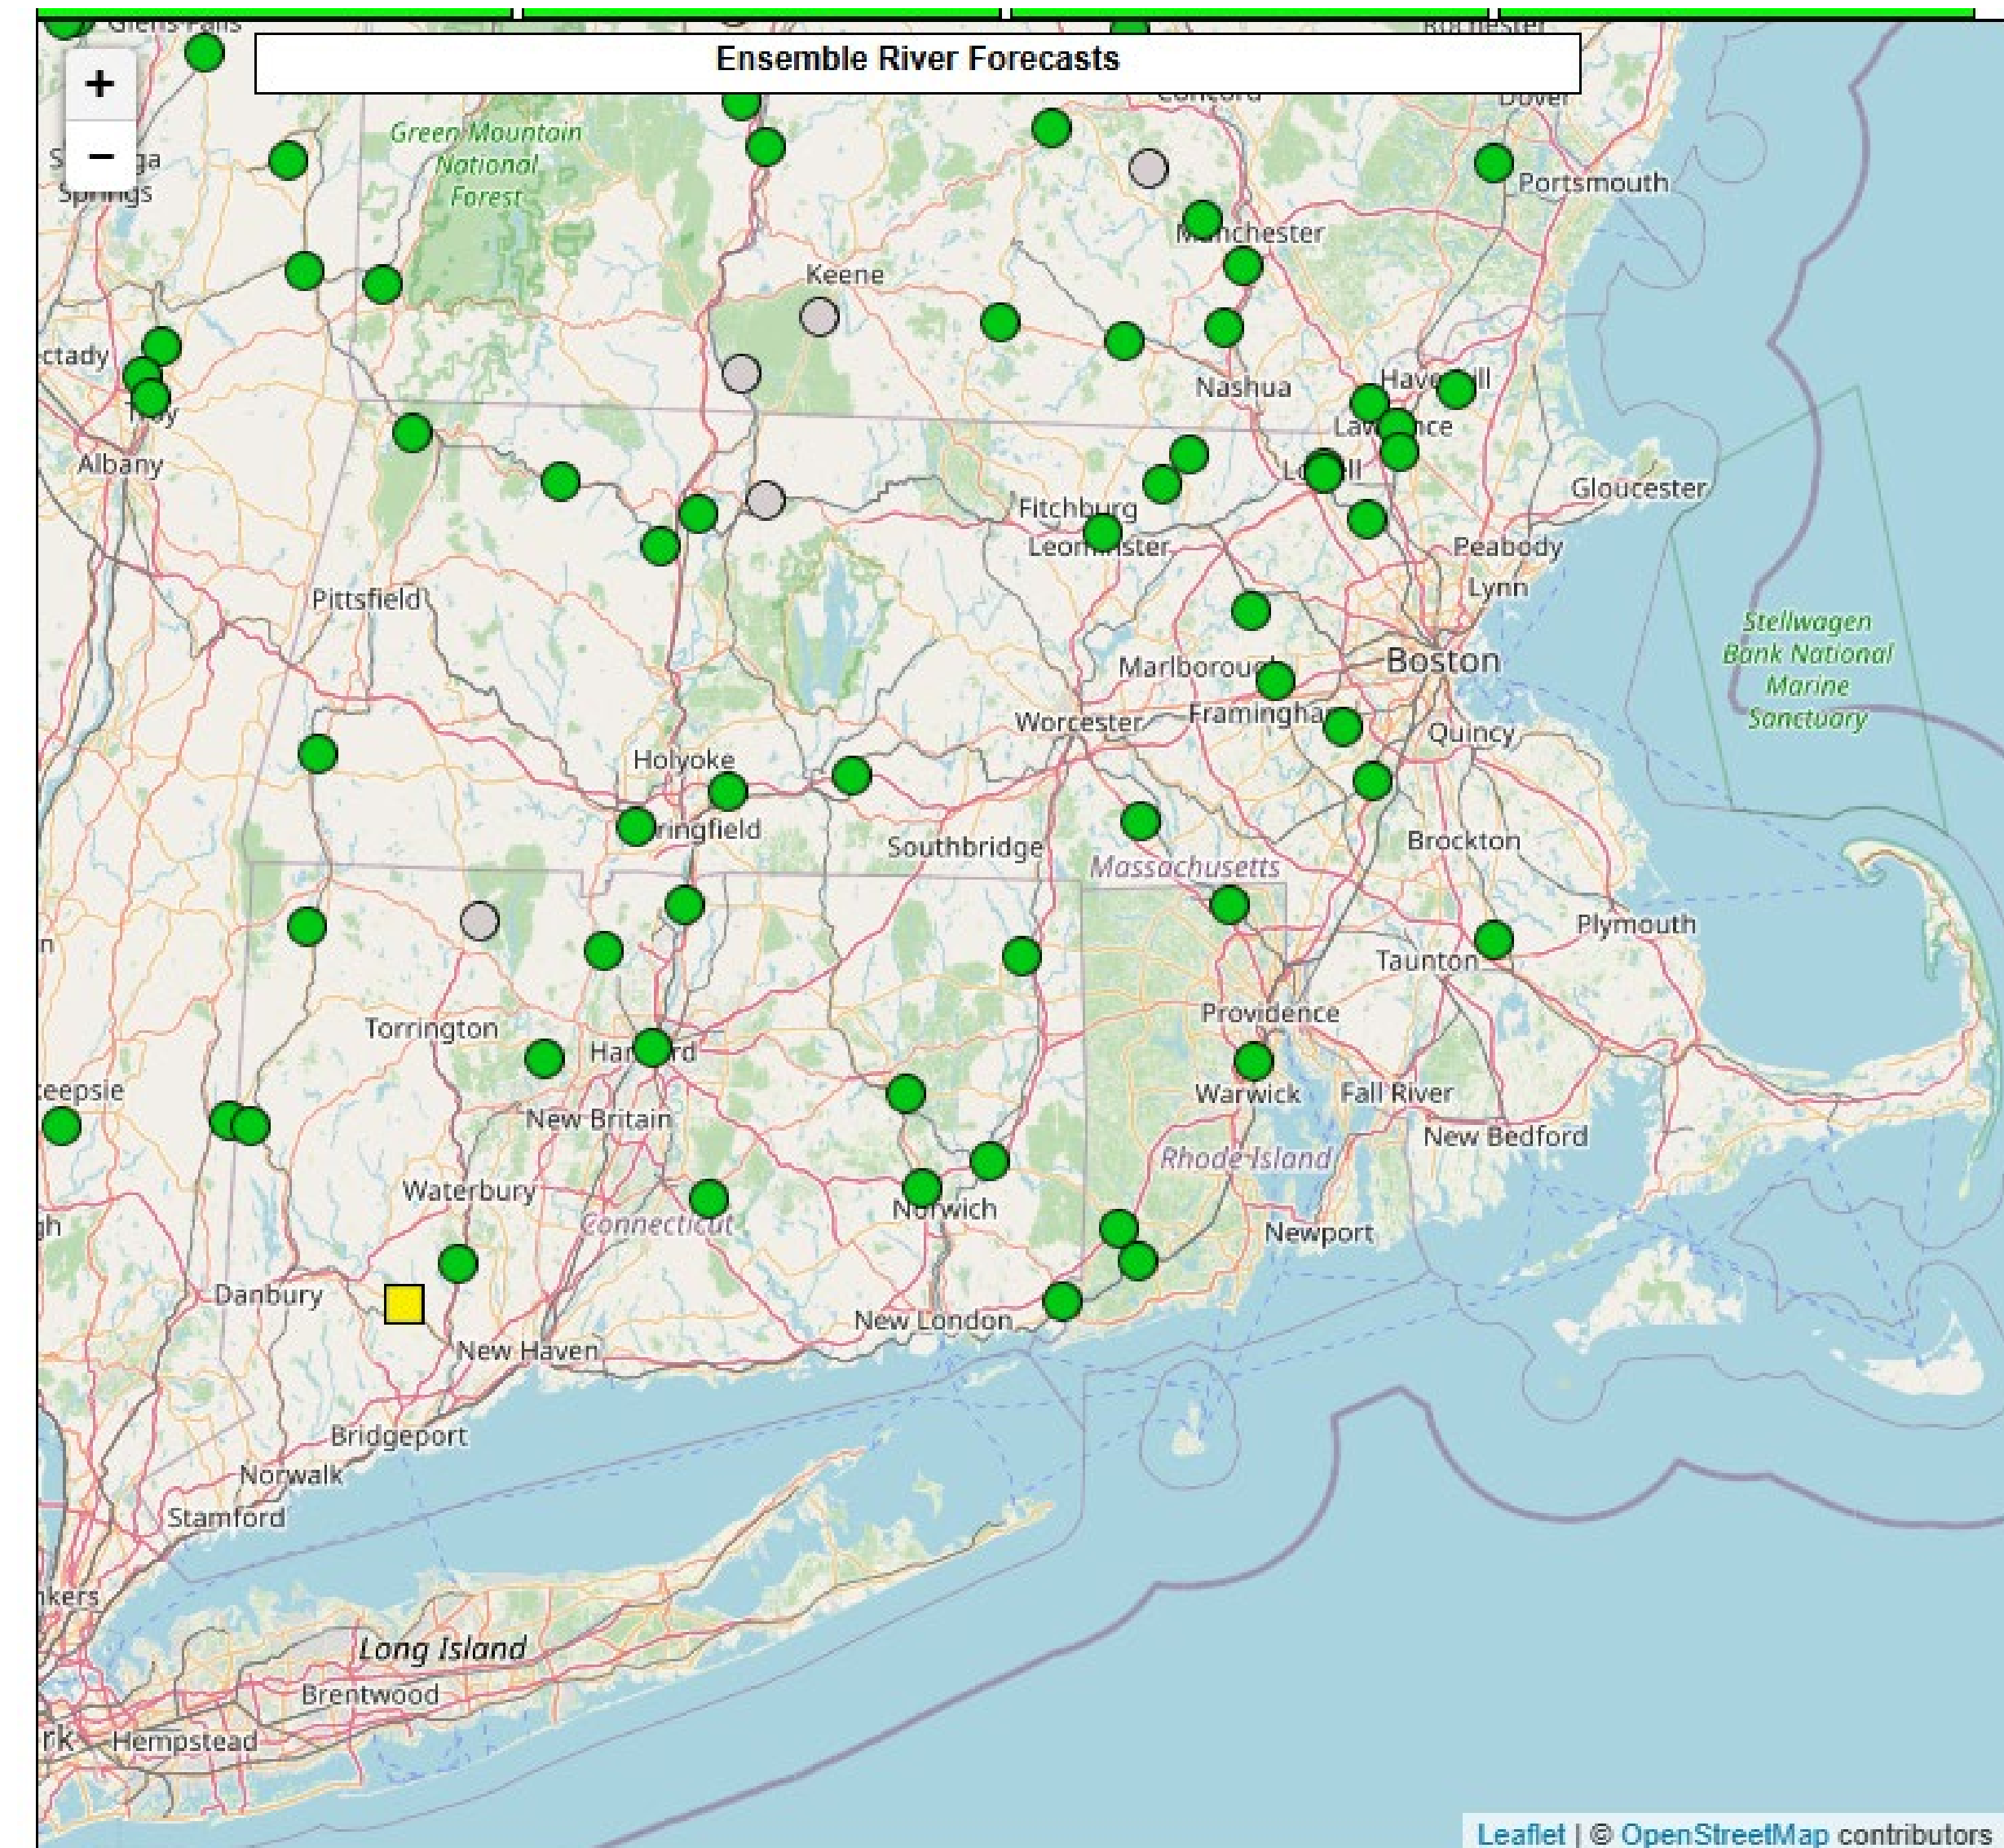 Ensemble River Forecasts
+
−
Green Mountain
National
Forest
Springs
Portsmouth
Keene
Nashua
Albany
Gloucester
Fitchburg
Peabody
Lynn
Pittsfield
Stellwagen
Bank National
Marine
Sanctuary
Boston
Worcester
Quincy
Holyoke
Southbridge
Brockton
Massachusetts
Plymouth
Taunton
Providence
Torrington
Warwick
Fall River
New Britain
New Bedford
Rhode Island
Waterbury
Connecticut
Norwich
Newport
Danbury
New London
New Haven
Bridgeport
Norwalk
Stamford
Long Island
Brentwood
Hempstead
Leaflet | © OpenStreetMap contributors